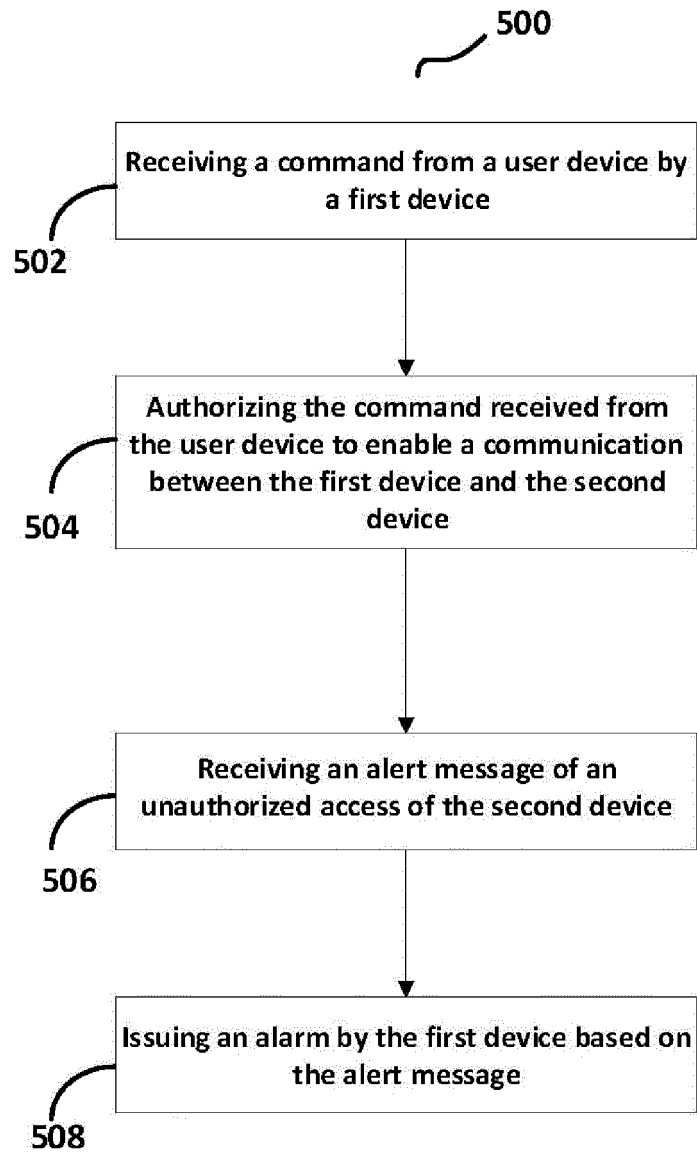 500
Receiving a command from a user device by
a first device
502
Authorizing the command received from
the user device to enable a communication
between the first device and the second
device
504
Receiving an alert message of an
unauthorized access of the second device
506
Issuing an alarm by the first device based on
the alert message
508